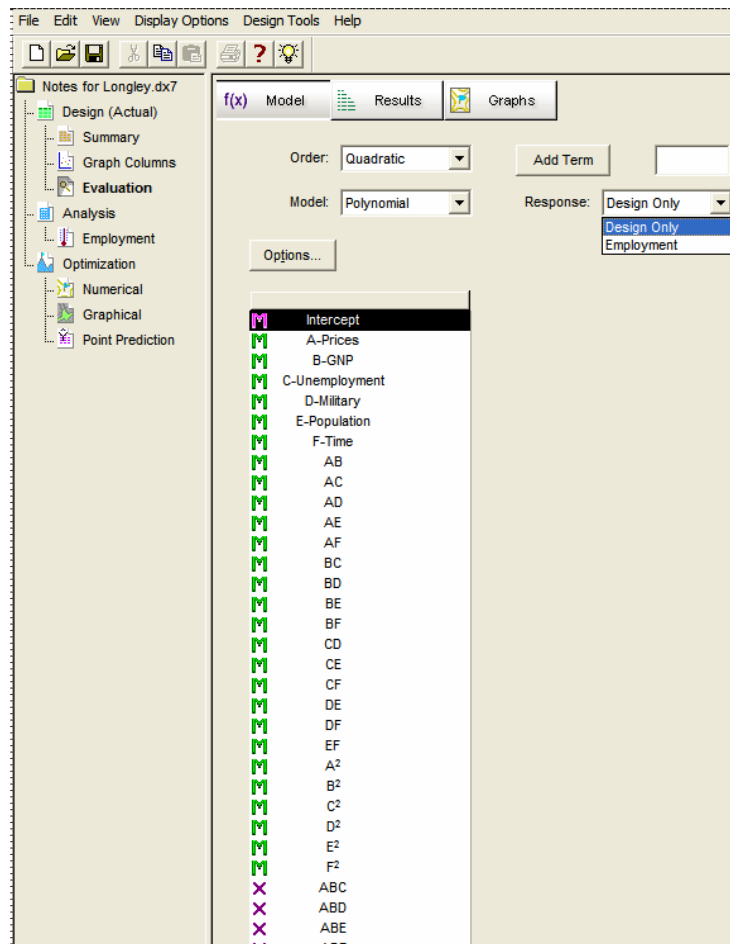 File Edit View Display Options Design Tools Help
Notes for Longley.dx7
Design (Actual)
Summary
Graph Columns
Evaluation
Analysis
Employment
Optimization
Numerical
Graphical
Point Prediction
f(x) Model Results Graphs
Order: Quadratic Add Term
Model: Polynomial Response: Design Only
Design Only
Employment
Options...
Intercept
A-Prices
B-GNP
C-Unemployment
D-Military
E-Population
F-Time
AB
AC
AD
AE
AF
BC
BD
BE
BF
CD
CE
CF
DE
DF
EF
A²
B²
C²
D²
E²
F²
ABC
ABD
ABE